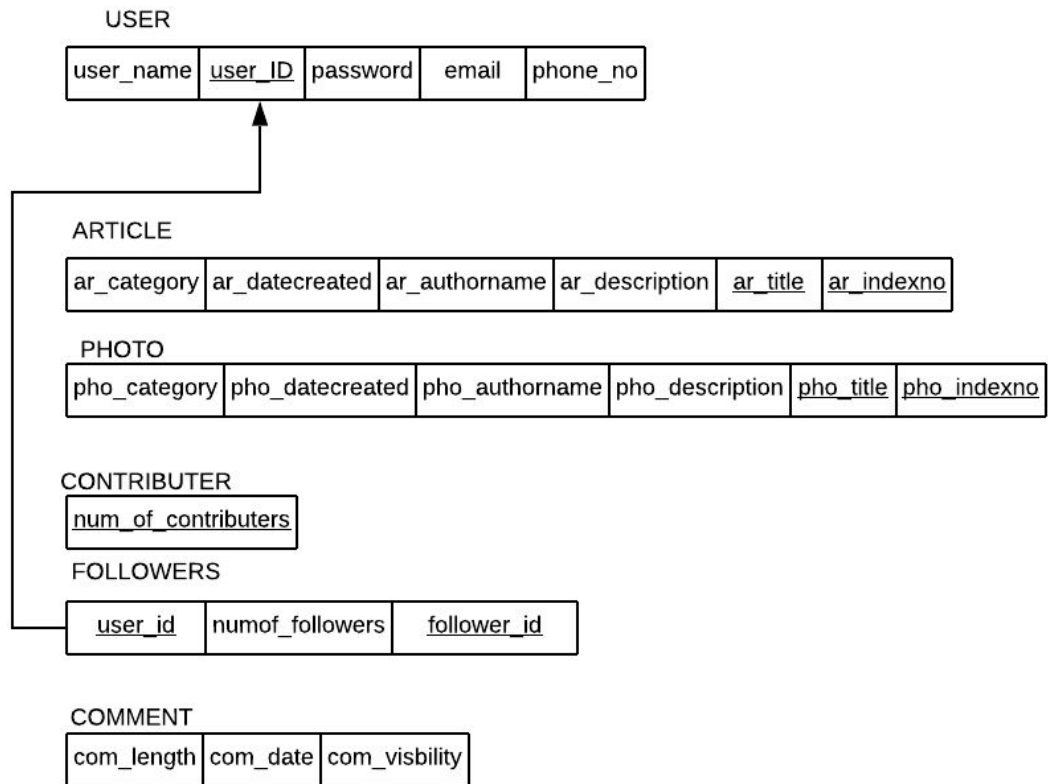 USER
user_name user_ID password email phone_no
ARTICLE
ar_category ar_datecreated ar_authorname ar_description ar_title ar_indexno
PHOTO
pho_category pho_datecreated pho_authorname pho_description pho_title pho_indexno
CONTRIBUTER
num_of_contributers
FOLLOWERS
user_id numof_followers follower_id
COMMENT
com_length com_date com_visbility